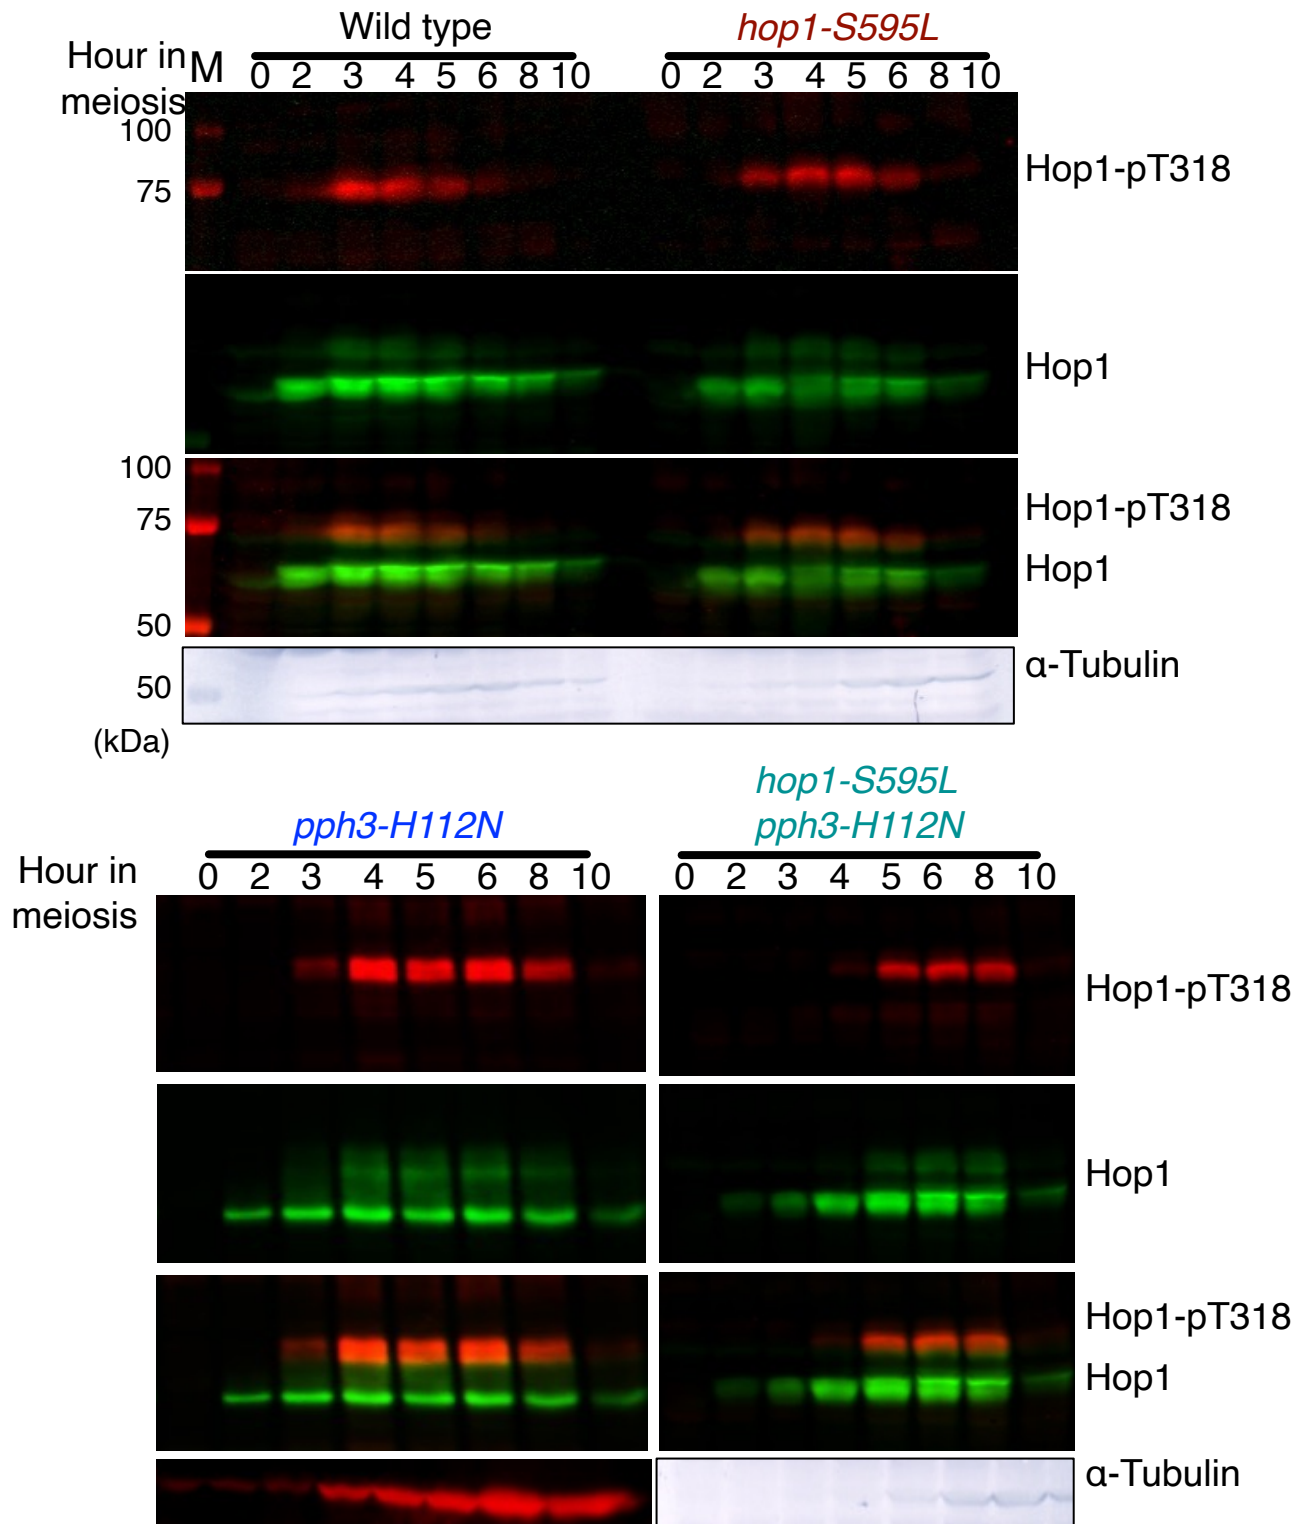 Wild type hop1-S595L
Hour in meiosis M 0 2 3 4 5 6 8 10 0 2 3 4 5 6 8 10
100
75
Hop1-pT318
Hop1
100
75
50
Hop1-pT318
Hop1
50
α-Tubulin
(kDa)
hop1-S595L
pph3-H112N pph3-H112N
Hour in meiosis 0 2 3 4 5 6 8 10 0 2 3 4 5 6 8 10
Hop1-pT318
Hop1
Hop1-pT318
Hop1
α-Tubulin